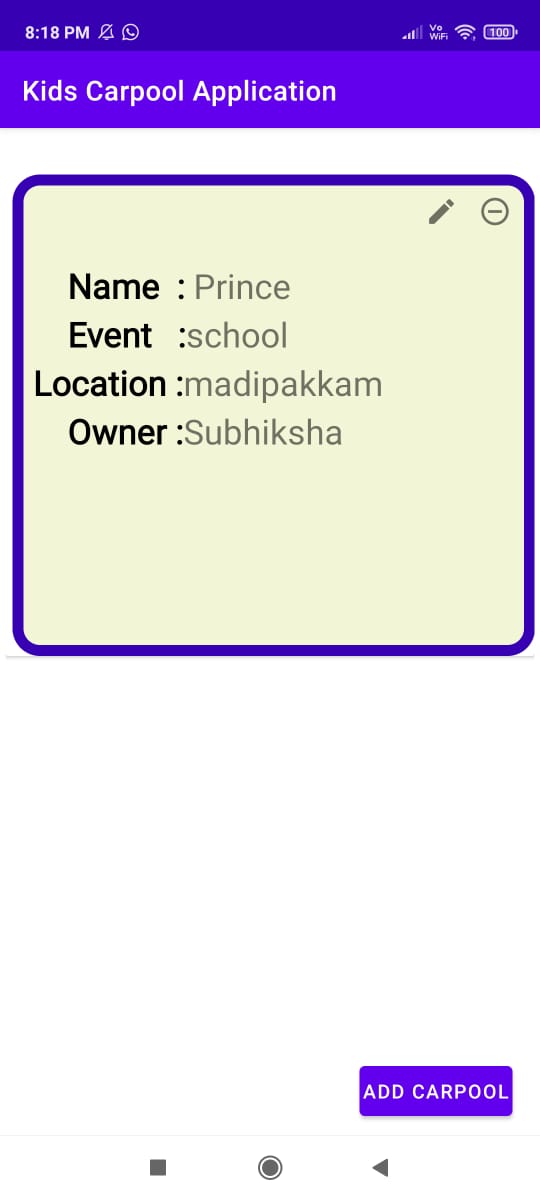 8:18 PM Vo WiFi 100
Kids Carpool Application
Name : Prince
Event :school
Location :madipakkam
Owner :Subhiksha
ADD CARPOOL